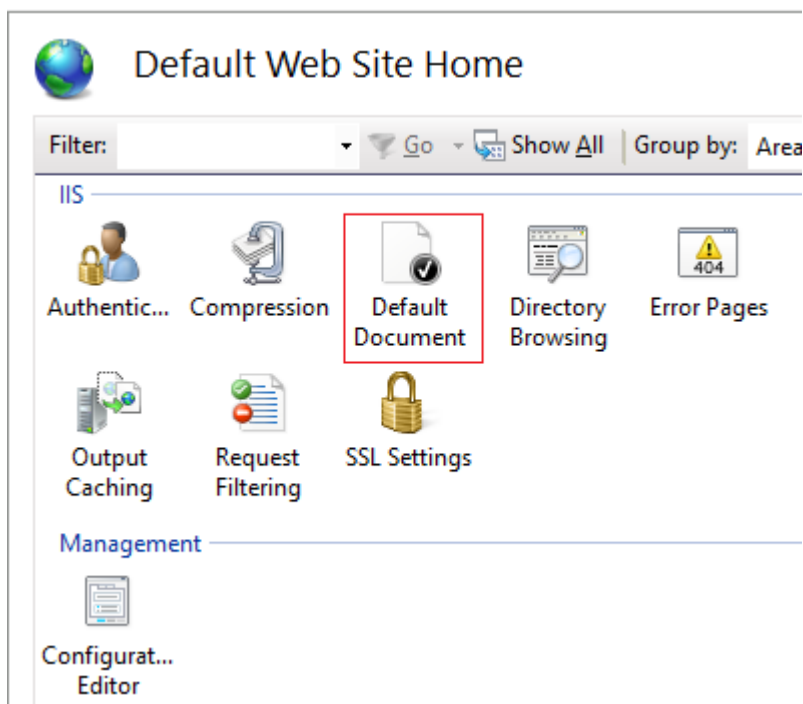 Default Web Site Home
Filter: Go Show All Group by: Area
IIS
Authentic... Compression Default Document Directory Browsing Error Pages
404
Output Caching Request Filtering SSL Settings
Management
Configurat... Editor